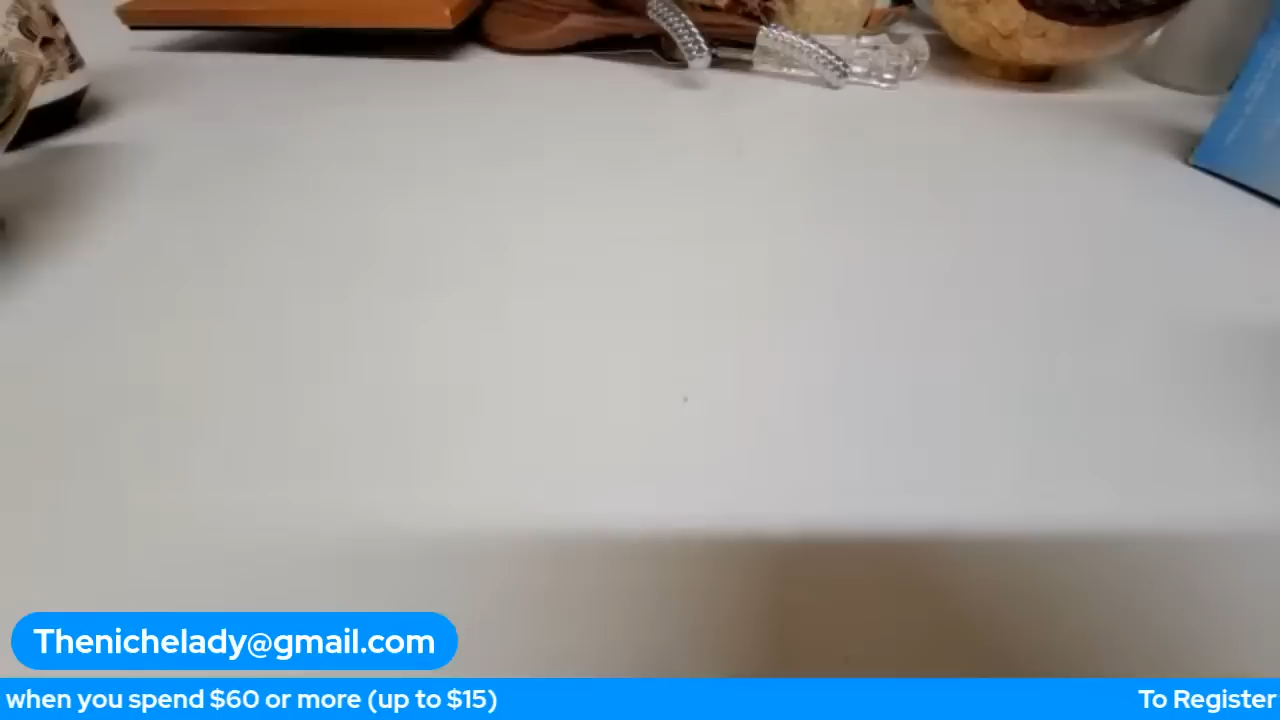 Thenichelady@gmail.com
when you spend $60 or more (up to $15)
To Register